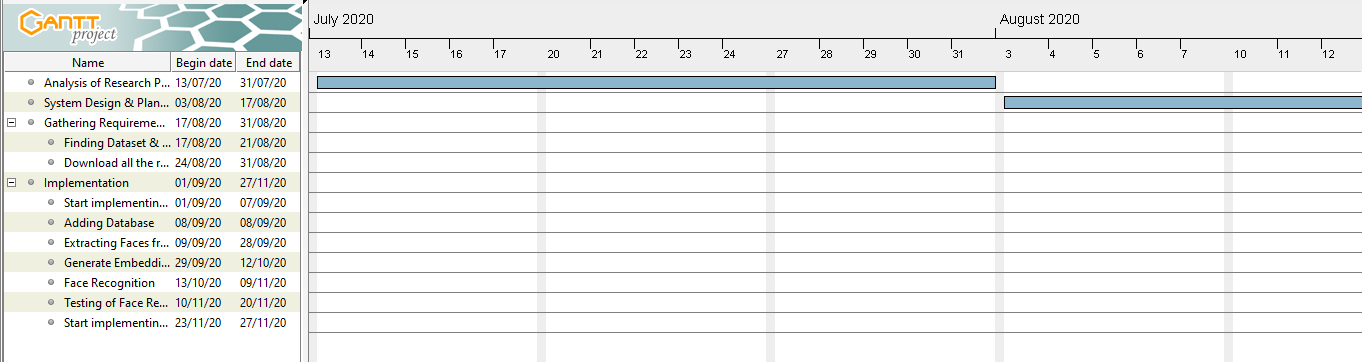 GANTT
project
July 2020 August 2020
13 14 15 16 17 20 21 22 23 24 27 28 29 30 31 3 4 5 6 7 10 11 12
Name Begin date End date
Analysis of Research P... 13/07/20 31/07/20
System Design & Plan... 03/08/20 17/08/20
Gathering Requireme... 17/08/20 31/08/20
Finding Dataset & ... 17/08/20 21/08/20
Download all the r... 24/08/20 31/08/20
Implementation 01/09/20 27/11/20
Start implementin... 01/09/20 07/09/20
Adding Database 08/09/20 08/09/20
Extracting Faces fr... 09/09/20 28/09/20
Generate Embeddi... 29/09/20 12/10/20
Face Recognition 13/10/20 09/11/20
Testing of Face Re... 10/11/20 20/11/20
Start implementin... 23/11/20 27/11/20